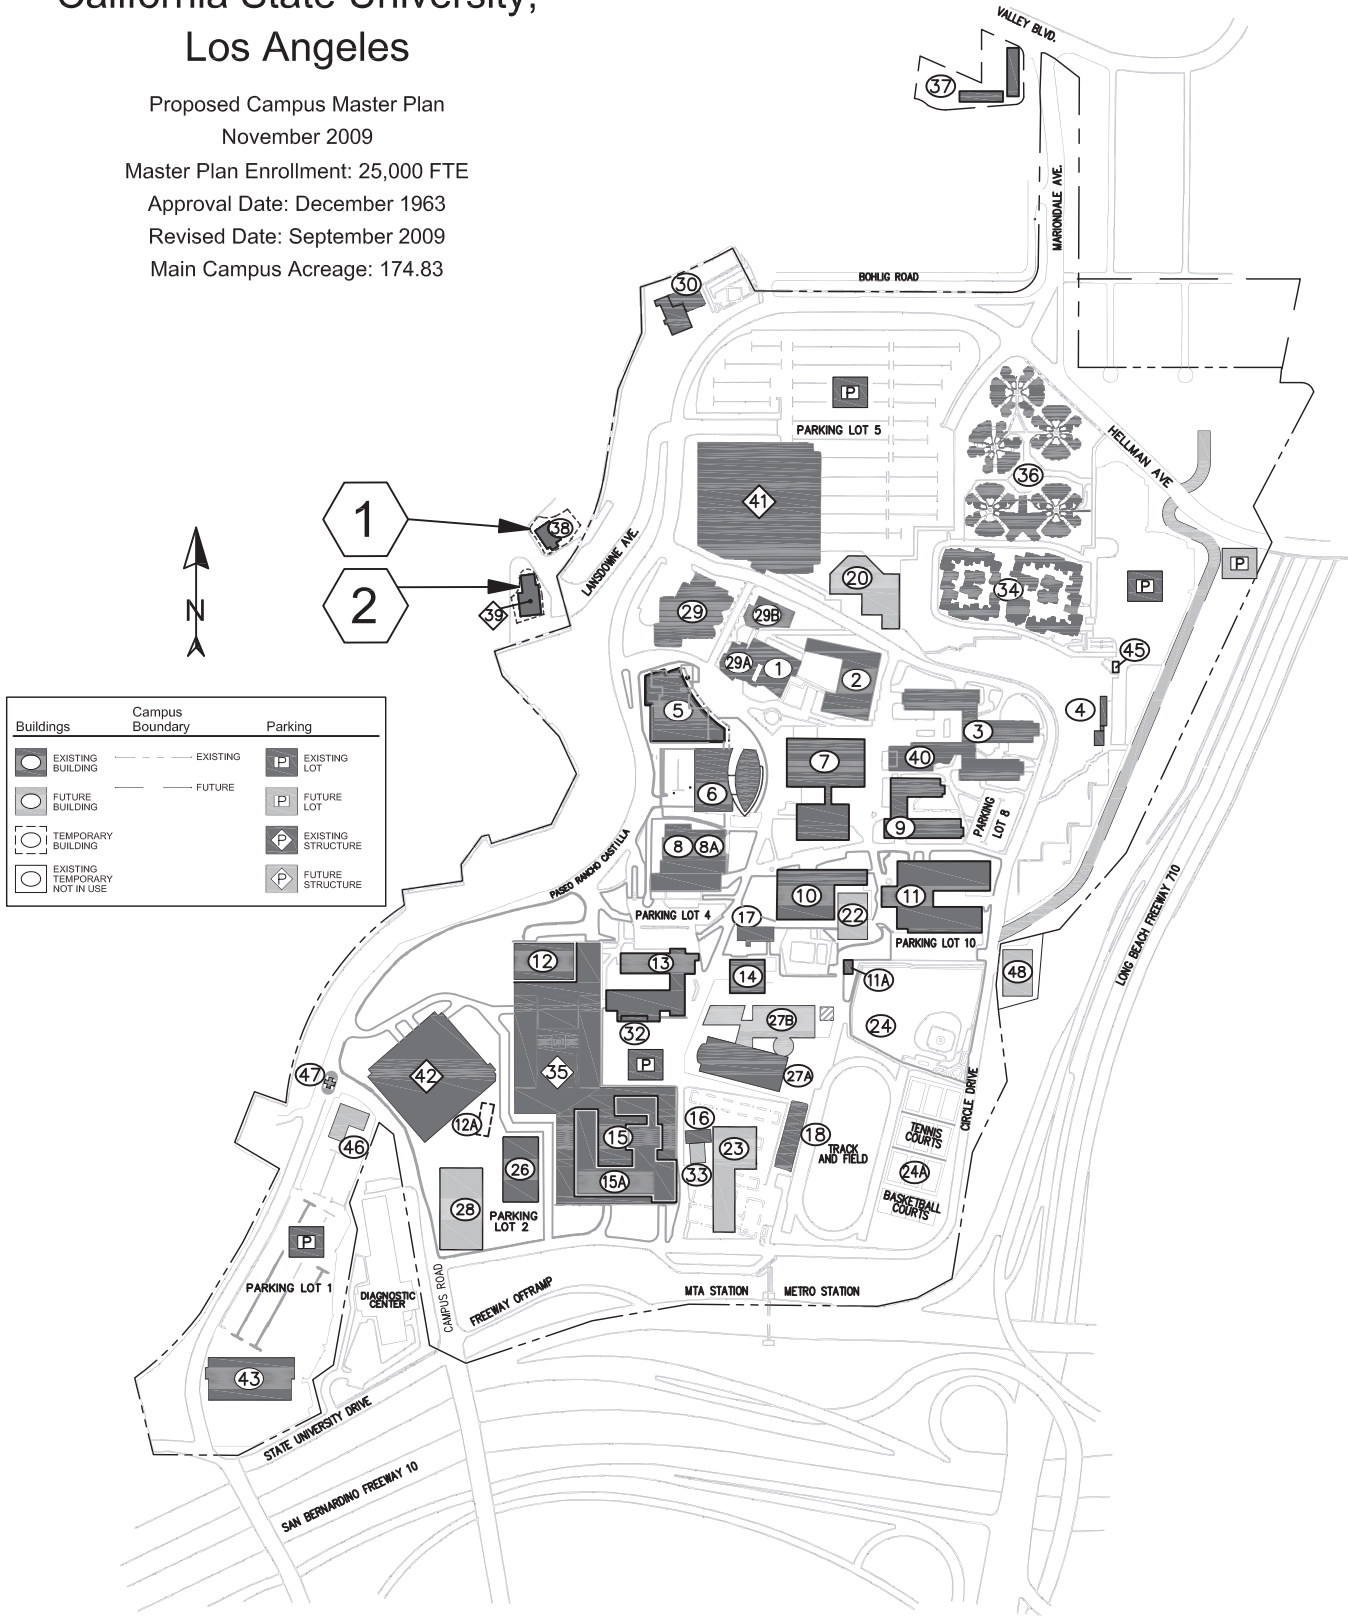 California State University,
Los Angeles
Proposed Campus Master Plan
November 2009
Master Plan Enrollment: 25,000 FTE
Approval Date: December 1963
Revised Date: September 2009
Main Campus Acreage: 174.83
VALLEY BLVD.
37
MARIONDALE AVE.
BOHLIG ROAD
30
P
PARKING LOT 5
HELLMAN AVE
36
41
1
38
LANSDOWNE AVE.
2
39
N
20
34
P
P
29
29B
29A
1
2
45
4
5
3
7
40
6
9
PARKING
LOT 8
8
8A
PASEO RANCHO CASTILLA
Buildings
Campus
Boundary
Parking
EXISTING
BUILDING
EXISTING
P
EXISTING
LOT
FUTURE
BUILDING
FUTURE
P
FUTURE
LOT
TEMPORARY
BUILDING
P
EXISTING
STRUCTURE
EXISTING
TEMPORARY
NOT IN USE
P
FUTURE
STRUCTURE
10
11
22
17
PARKING LOT 4
PARKING LOT 10
LONG BEACH FREEWAY 710
12
13
14
11A
48
32
27B
24
P
35
42
47
27A
CIRCLE DRIVE
12A
16
15
23
18
TRACK
AND FIELD
TENNIS
COURTS
46
26
33
15A
24A
BASKETBALL
COURTS
28
PARKING
LOT 2
P
PARKING LOT 1
DIAGNOSTIC
CENTER
CAMPUS ROAD
FREEWAY OFFRAMP
MTA STATION
METRO STATION
43
STATE UNIVERSITY DRIVE
SAN BERNARDINO FREEWAY 10